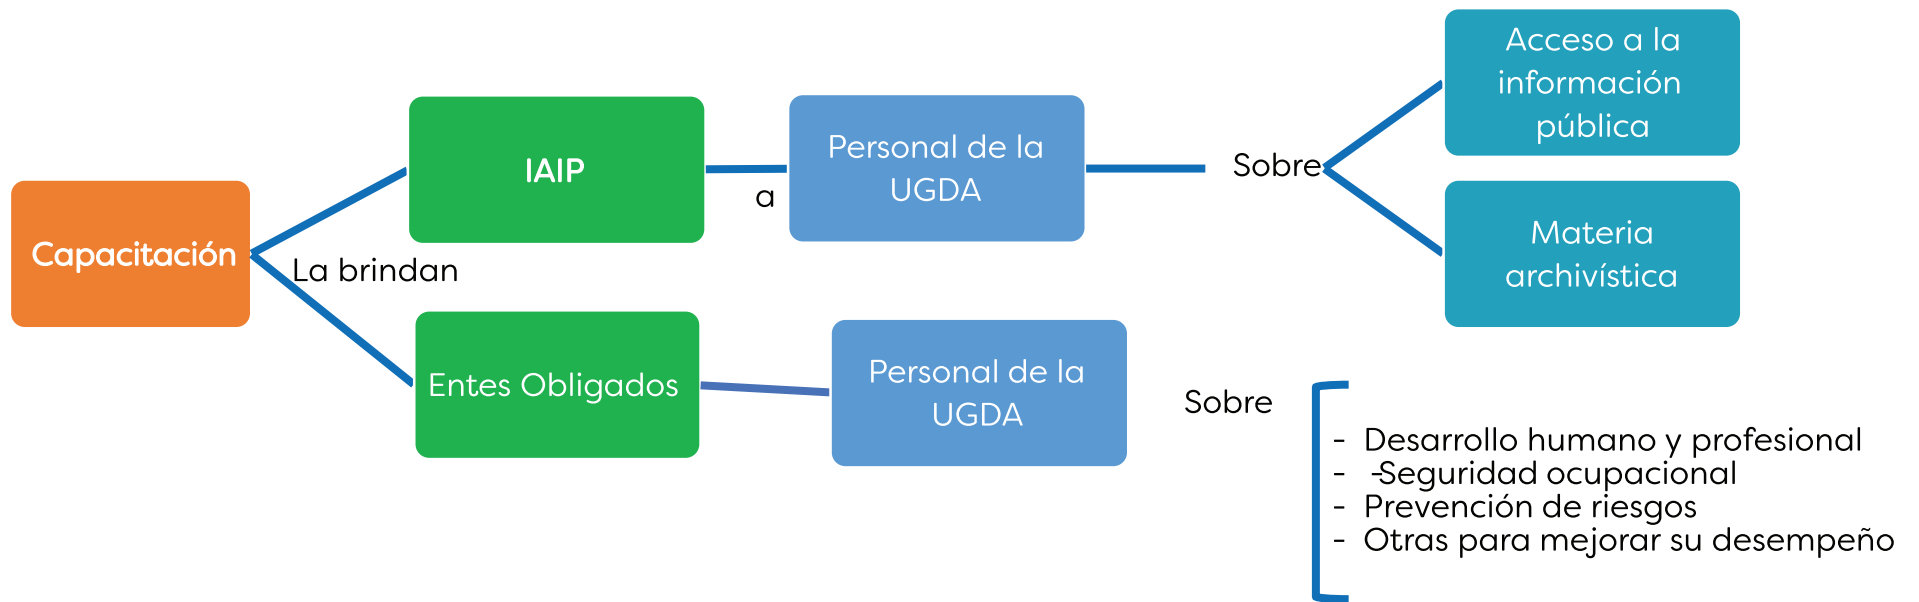 Capacitación
La brindan
IAIP
a
Personal de la
UGDA
Sobre
Acceso a la
información
pública
Materia
archivística
Entes Obligados
Personal de la
UGDA
Sobre
- Desarrollo humano y profesional
- -Seguridad ocupacional
- Prevención de riesgos
- Otras para mejorar su desempeño